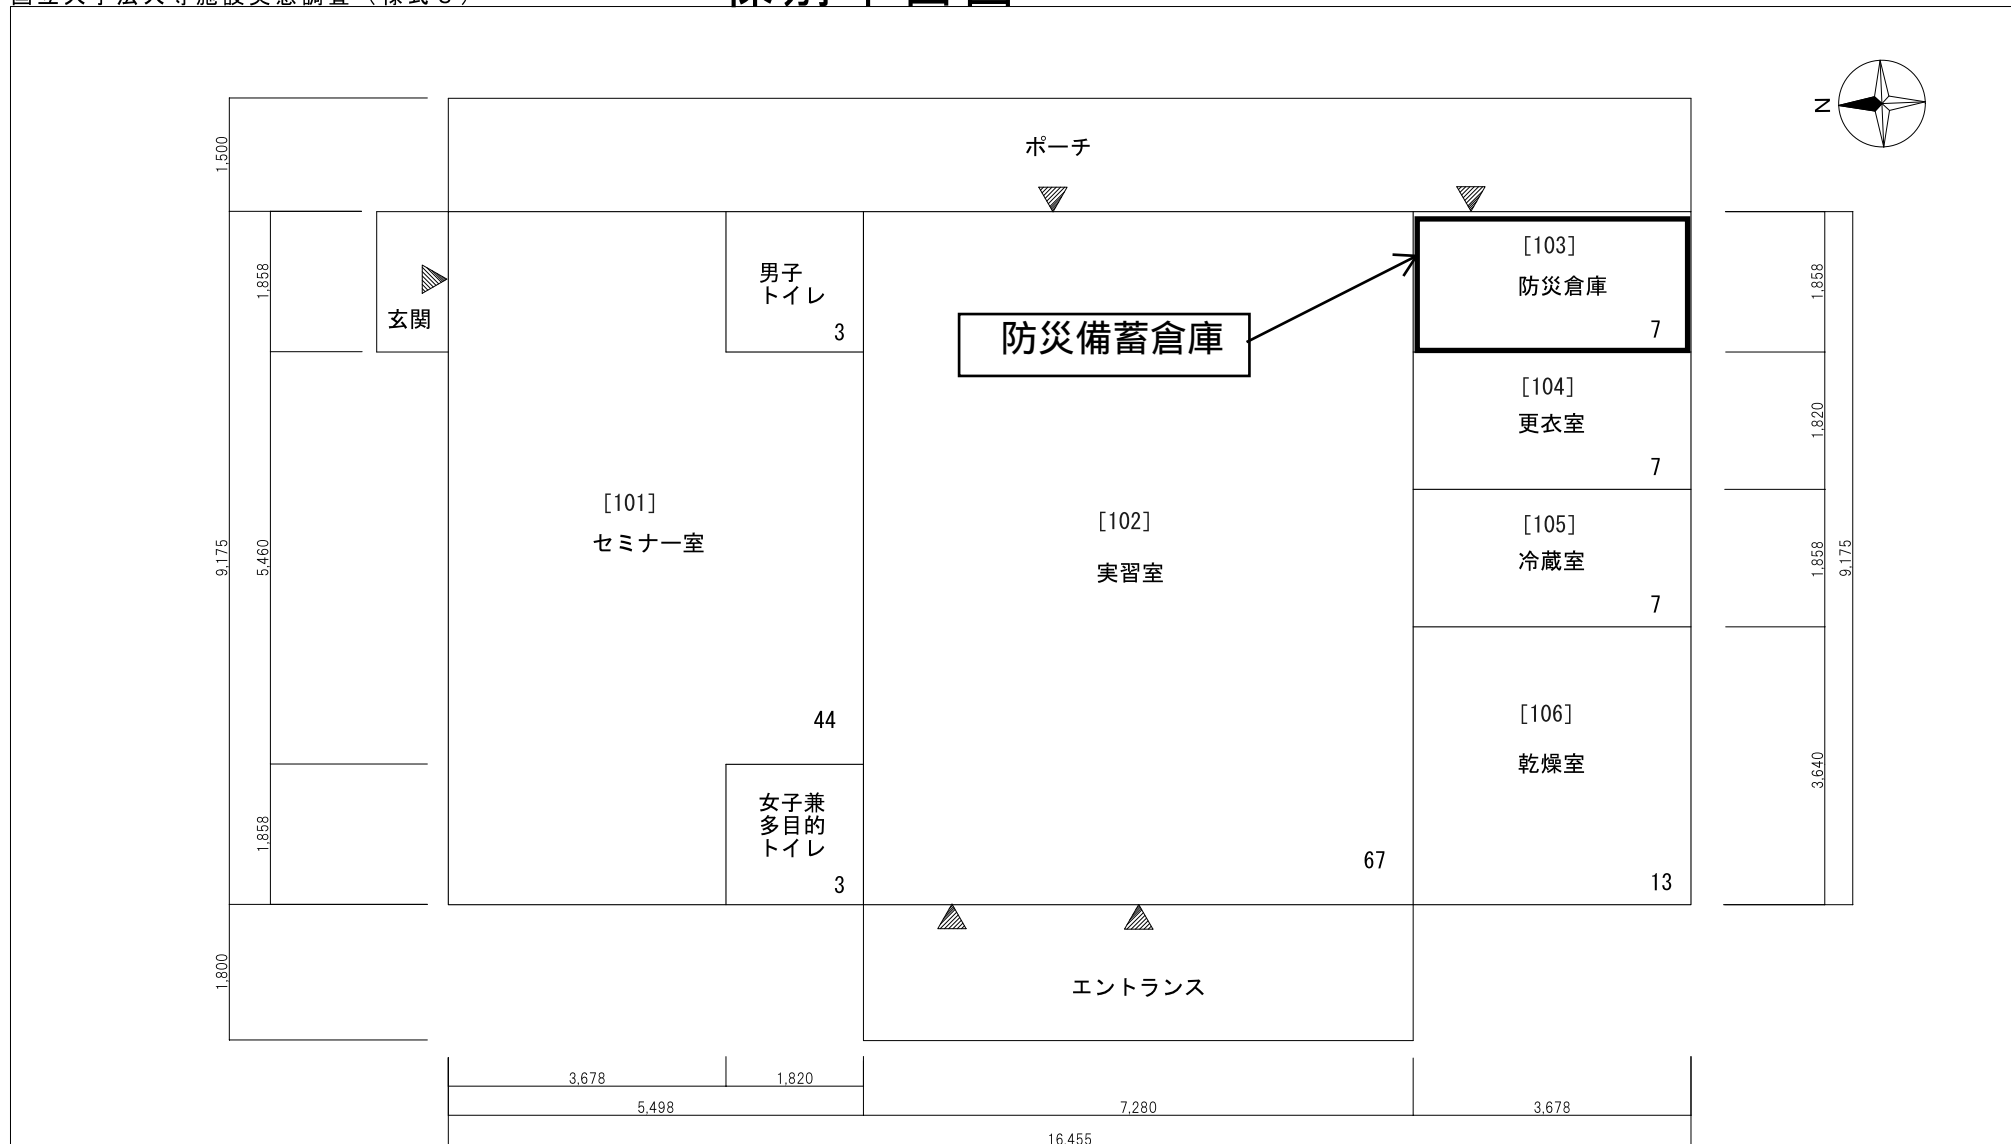 N
ポーチ
1,500
[103]
防災倉庫
7
男子
トイレ
3
1,858
玄関
防災備蓄倉庫
1,858
[104]
更衣室
7
1,820
[101]
セミナー室
44
[102]
実習室
67
[105]
冷蔵室
7
9,175
5,460
1,858
9,175
[106]
乾燥室
13
3,640
女子兼
多目的
トイレ
3
1,858
1,800
エントランス
3,678
1,820
5,498
7,280
3,678
16,455